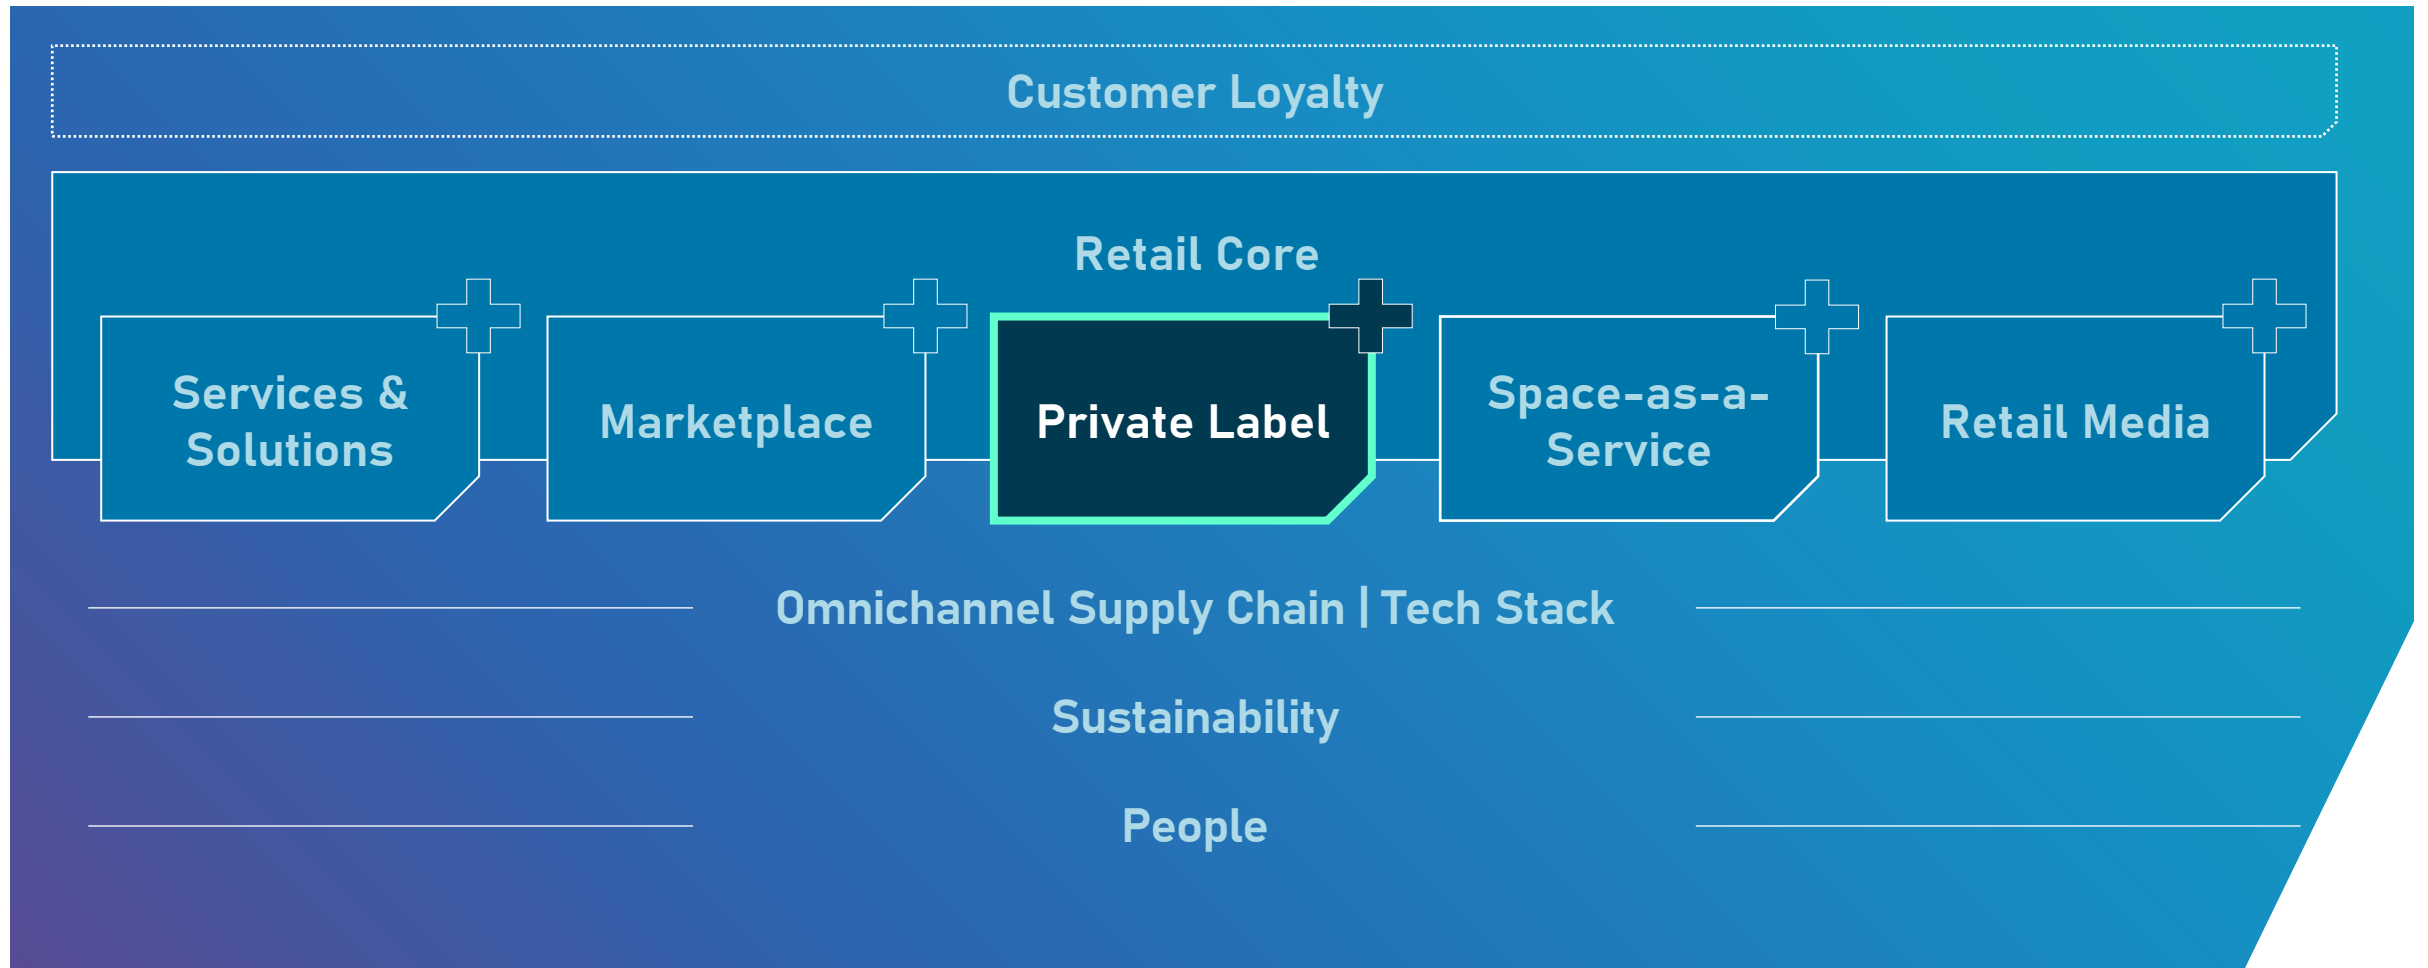 Customer Loyalty
Retail Core
Services &
Solutions
Marketplace
Private Label
Space-as-a-
Service
Retail Media
Omnichannel Supply Chain | Tech Stack
Sustainability
People